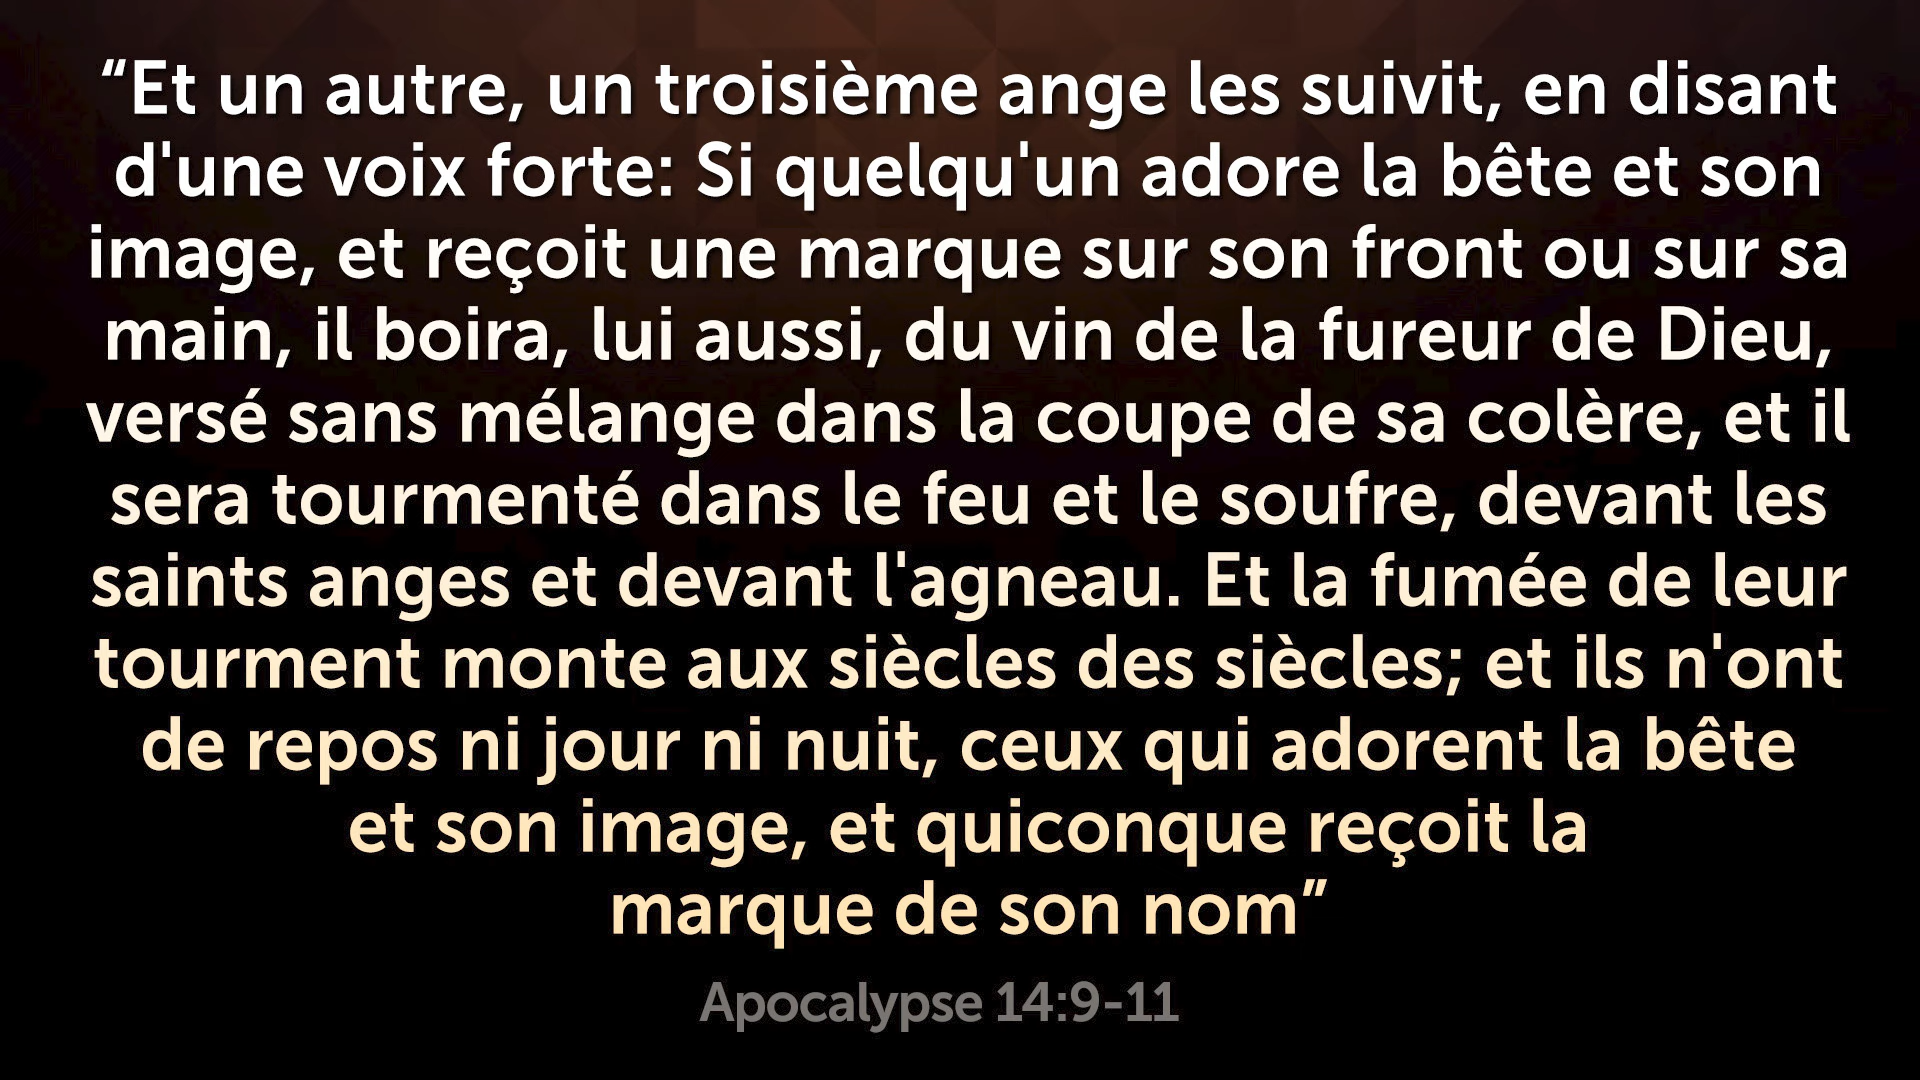 “Et un autre, un troisième ange les suivit, en disant
d'une voix forte: Si quelqu'un adore la bête et son
image, et reçoit une marque sur son front ou sur sa
main, il boira, lui aussi, du vin de la fureur de Dieu,
versé sans mélange dans la coupe de sa colère, et il
sera tourmenté dans le feu et le soufre, devant les
saints anges et devant l'agneau. Et la fumée de leur
tourment monte aux siècles des siècles; et ils n'ont
de repos ni jour ni nuit, ceux qui adorent la bête
et son image, et quiconque reçoit la
marque de son nom”
Apocalypse 14:9-11